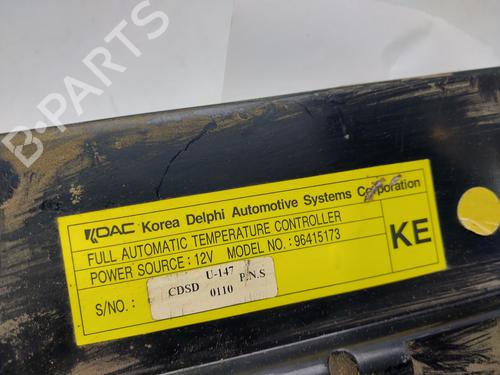 B-PARTS
KDAC Korea Delphi Automotive Systems Corporation
FULL AUTOMATIC TEMPERATURE CONTROLLER
POWER SOURCE : 12V MODEL NO. : 96415173
KE
S/NO. :
U-147
CDSD P.N.S
0110